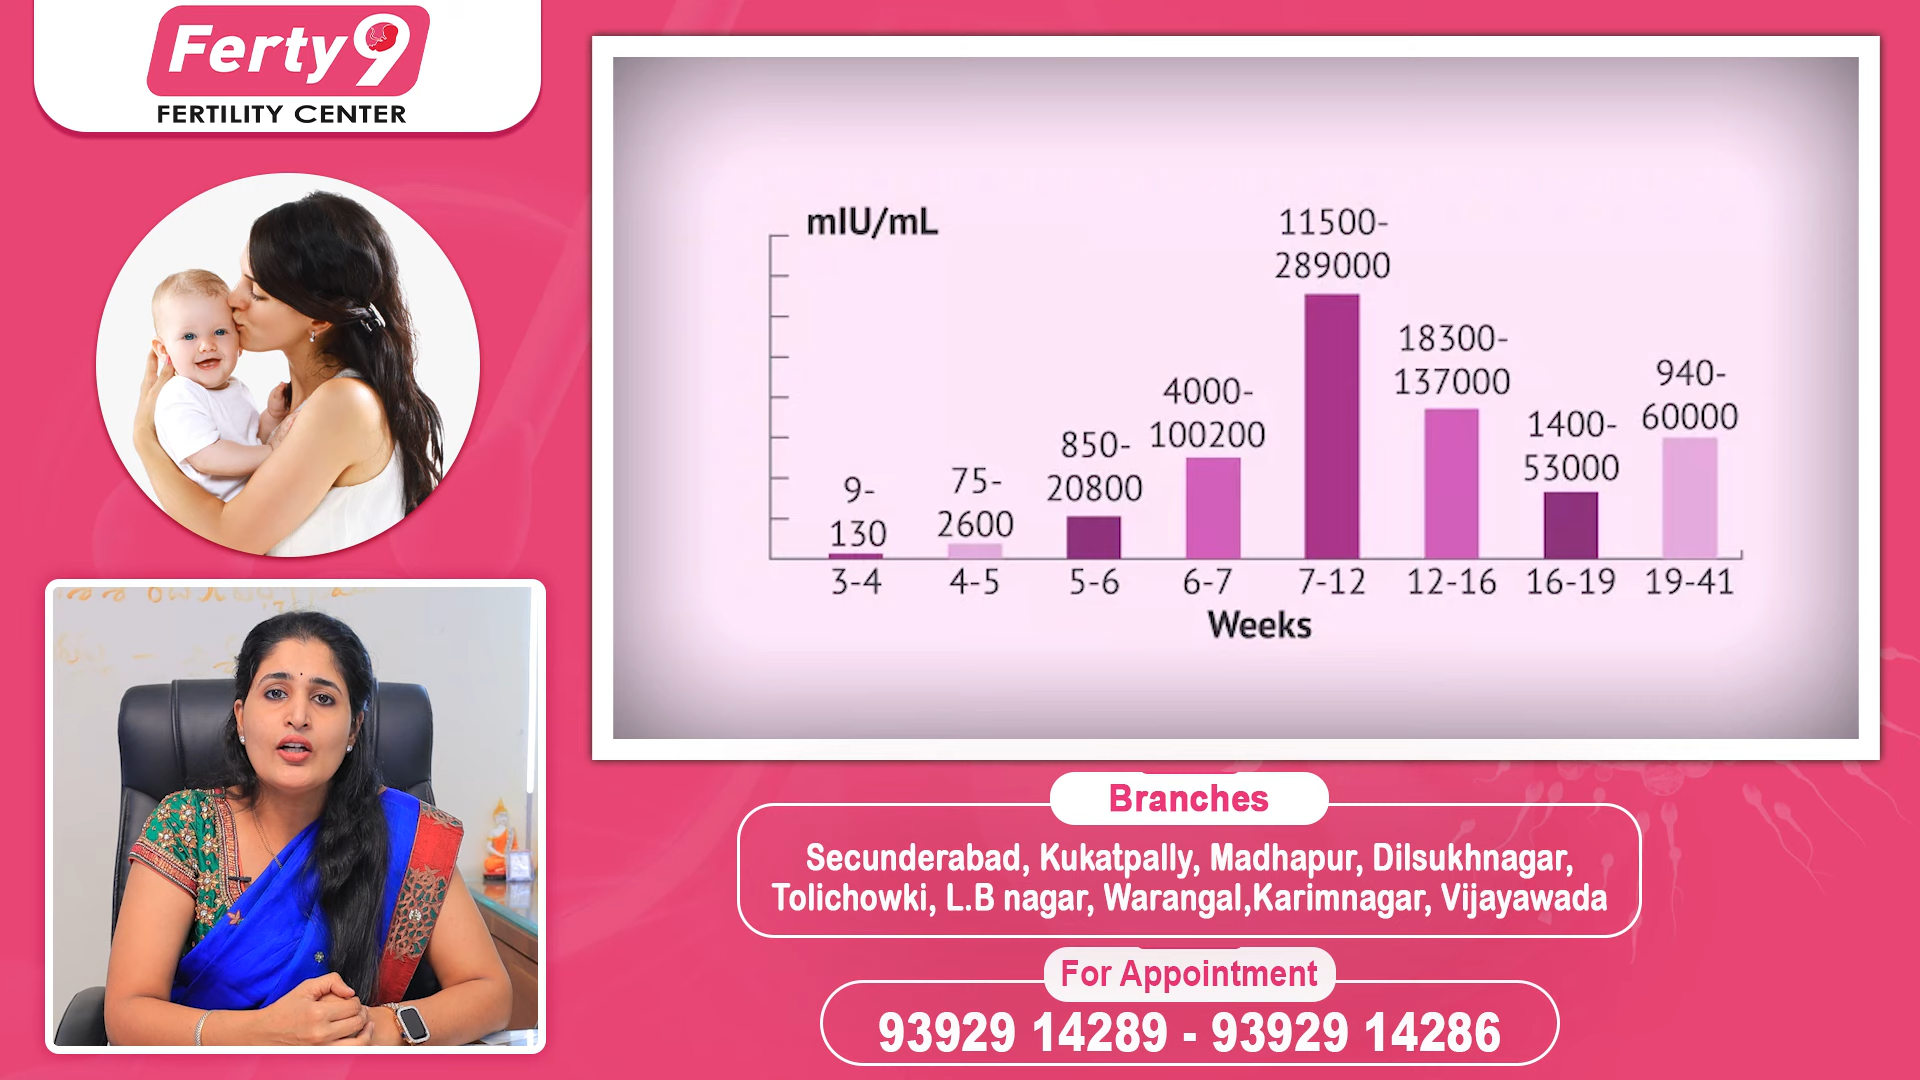 Ferty9
FERTILITY CENTER
mIU/mL
11500-
289000
18300-
137000
940-
60000
4000-
100200
1400-
53000
850-
20800
75-
2600
9-
130
3-4 4-5 5-6 6-7 7-12 12-16 16-19 19-41
Weeks
Branches
Secunderabad, Kukatpally, Madhapur, Dilsukhnagar,
Tolichowki, L.B nagar, Warangal,Karimnagar, Vijayawada
For Appointment
93929 14289 - 93929 14286